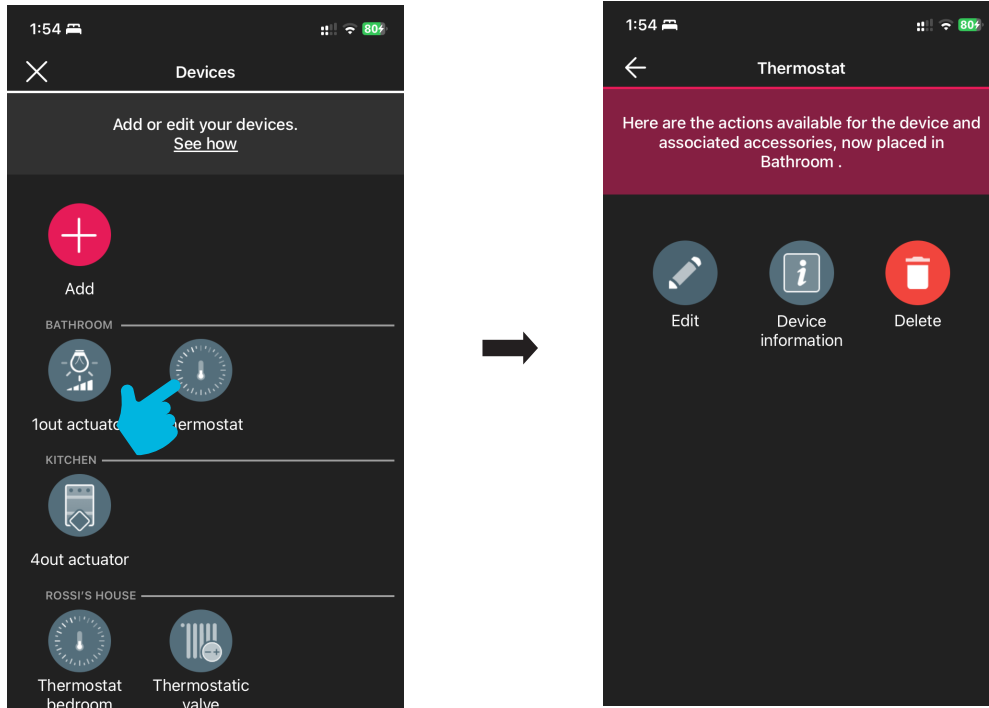 1:54
80
Devices
Add or edit your devices.
See how
Add
BATHROOM
1out actuato
ermostat
KITCHEN
4out actuator
ROSSI'S HOUSE
Thermostat
bedroom
Thermostatic
valve
1:54
80
Thermostat
Here are the actions available for the device and
associated accessories, now placed in
Bathroom .
Edit
Device
information
Delete